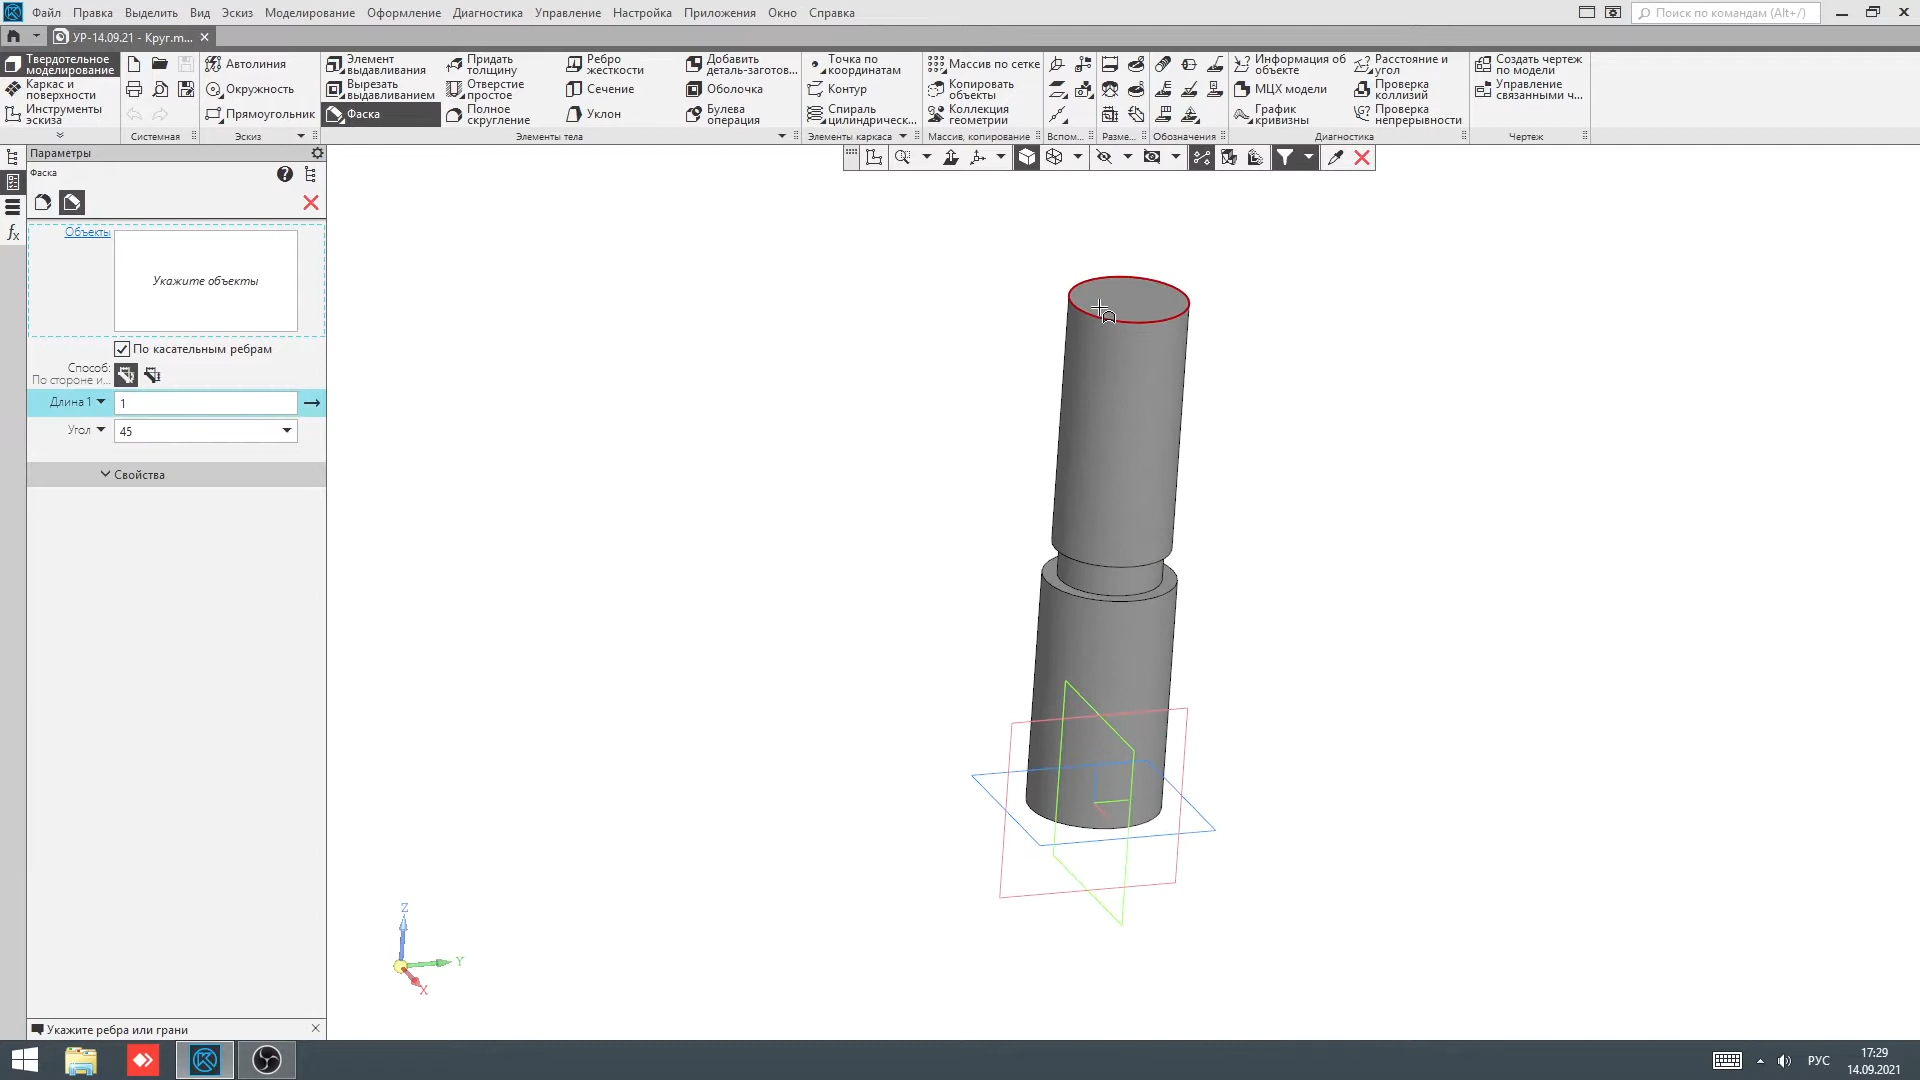 Файл Правка Выделить Вид Эскиз Моделирование Оформление Диагностика Управление Настройка Приложения Окно Справка
Поиск по командам (Alt+/)
УР-14.09.21 - Круг.m...
Твердотельное
моделирование
Каркас и
поверхности
Инструменты
эскиза
Системная
Автолиния
Окружность
Прямоугольник
Эскиз
Элемент
выдавливания
Вырезать
выдавливанием
Фаска
Придать
толщину
Отверстие
простое
Полное
скругление
Ребро
жесткости
Сечение
Уклон
Добавить
деталь-заготов...
Оболочка
Булева
операция
Элементы тела
Точка по
координатам
Контур
Спираль
цилиндрическ...
Элементы каркаса
Массив по сетке
Копировать
объекты
Коллекция
геометрии
Массив, копирование
Вспом...
Разме...
Обозначения
Информация об
объекте
МЦХ модели
График
кривизны
Расстояние и
угол
Проверка
коллизий
Проверка
непрерывности
Диагностика
Создать чертеж
по модели
Управление
связанными ч...
Чертеж
Параметры
Фаска
Объекты
Укажите объекты
По касательным ребрам
Способ:
По стороне и...
Длина 1
1
Угол
45
Свойства
Z
Y
X
Укажите ребра или грани
РУС
17:29
14.09.2021